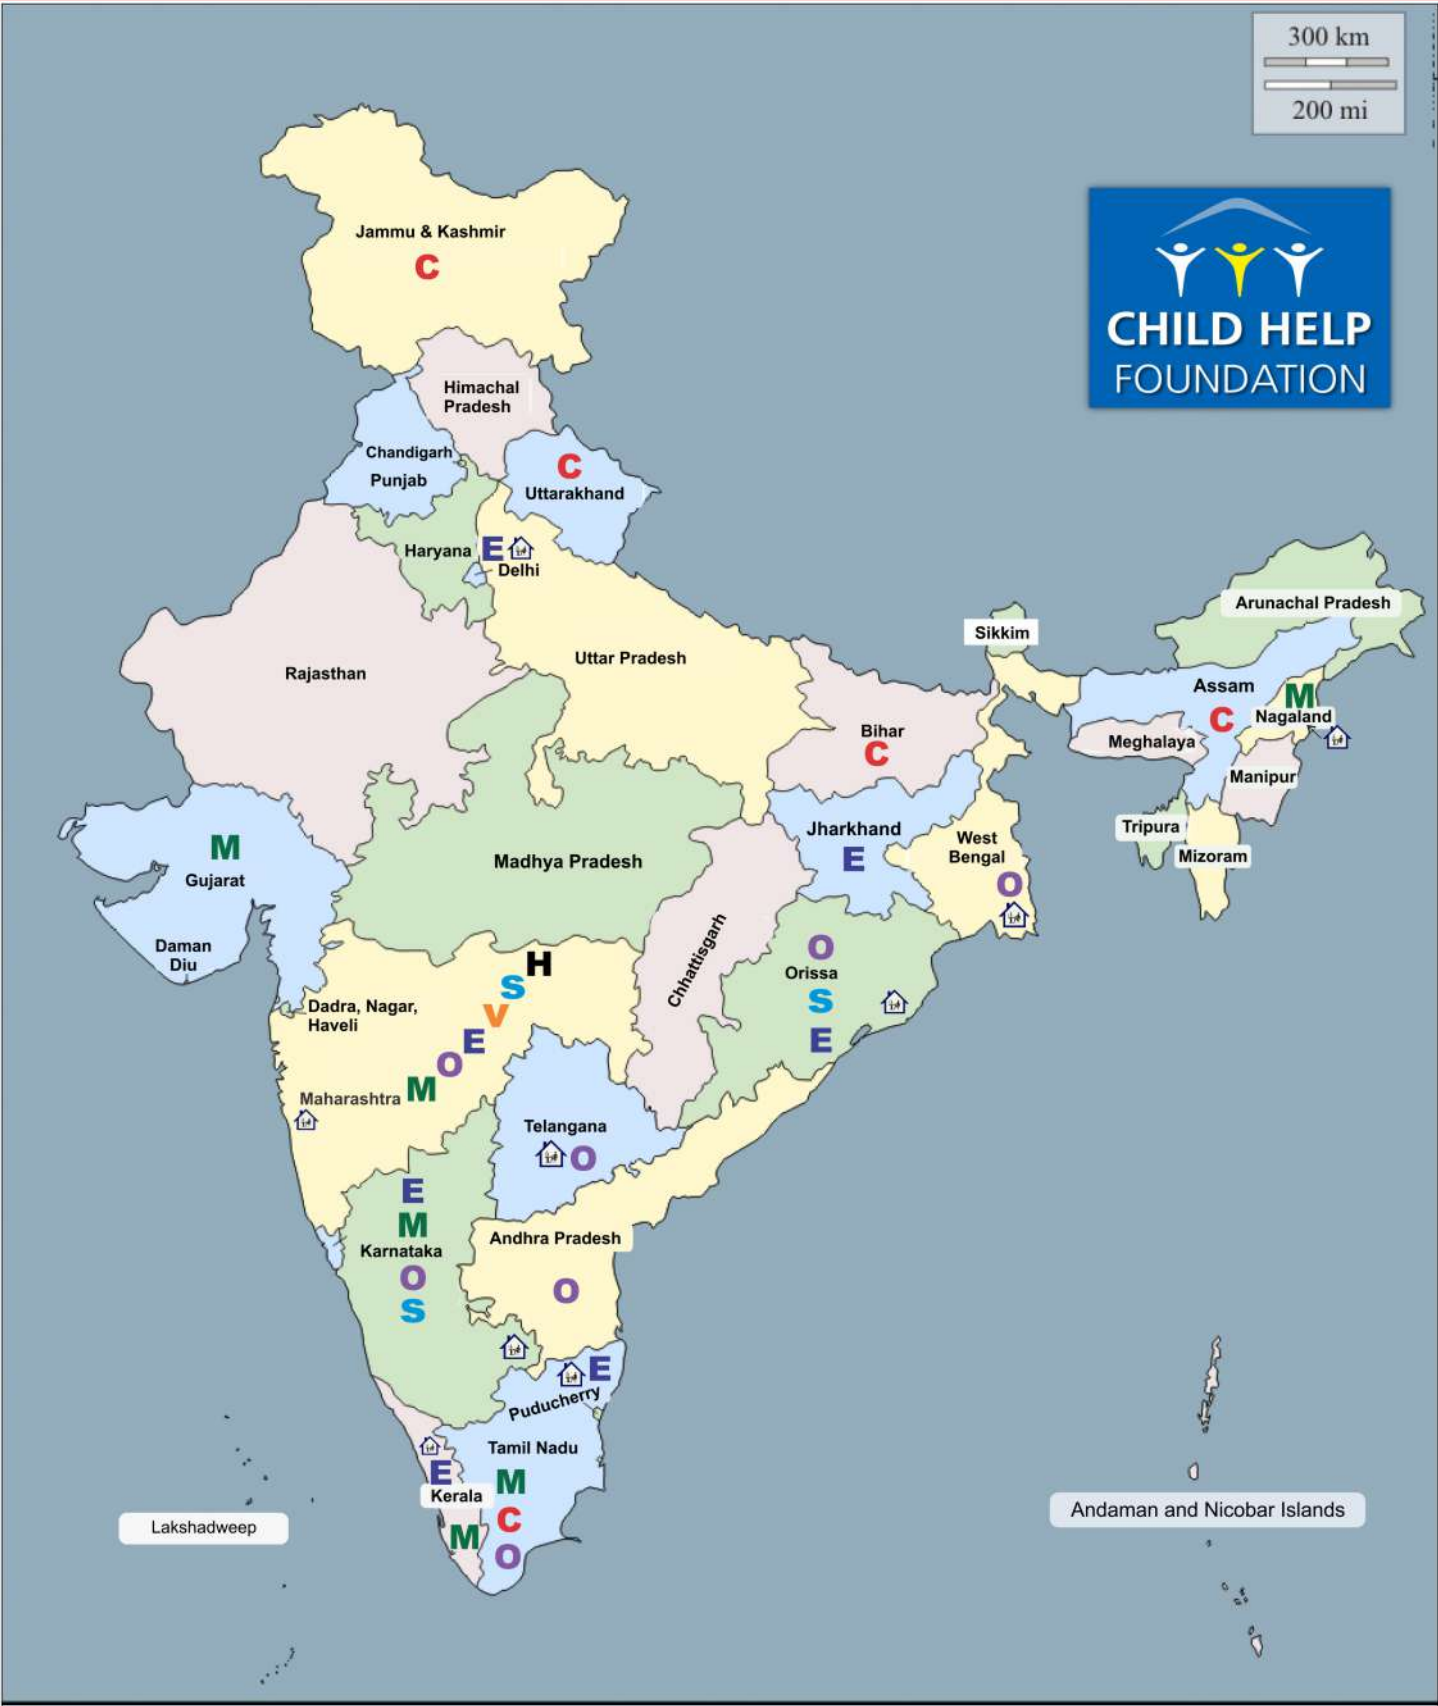 300 km
200 mi
CHILD HELP
FOUNDATION
Jammu & Kashmir
C
Himachal
Pradesh
Chandigarh
Punjab
C
Uttarakhand
Haryana
E
Delhi
Rajasthan
Uttar Pradesh
Sikkim
Arunachal Pradesh
Assam
C
M
Nagaland
Meghalaya
Manipur
Tripura
Mizoram
Bihar
C
Jharkhand
E
West
Bengal
O
M
Gujarat
Daman
Diu
Madhya Pradesh
Chhattisgarh
O
Orissa
S
E
Dadra, Nagar,
Haveli
H
S
V
E
O
M
Maharashtra
Telangana
O
E
M
Karnataka
O
S
Andhra Pradesh
O
E
Puducherry
Tamil Nadu
M
C
O
E
Kerala
M
Lakshadweep
Andaman and Nicobar Islands